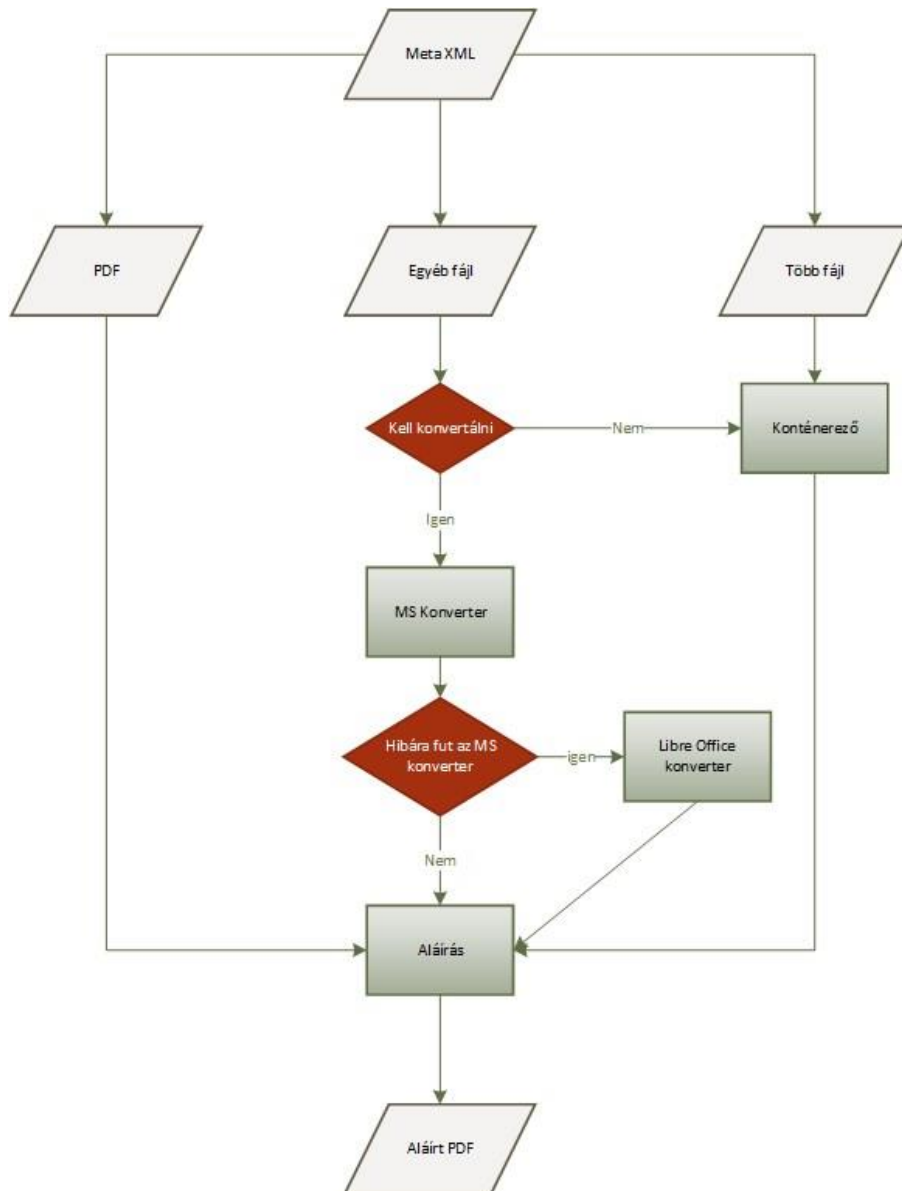 Meta XML
PDF
Egyéb fájl
Több fájl
Kell konvertálni
Nem
Konténerező
Igen
MS Konverter
Hibára fut az MS
konverter
igen
Libre Office
konverter
Nem
Aláírás
Aláírt PDF